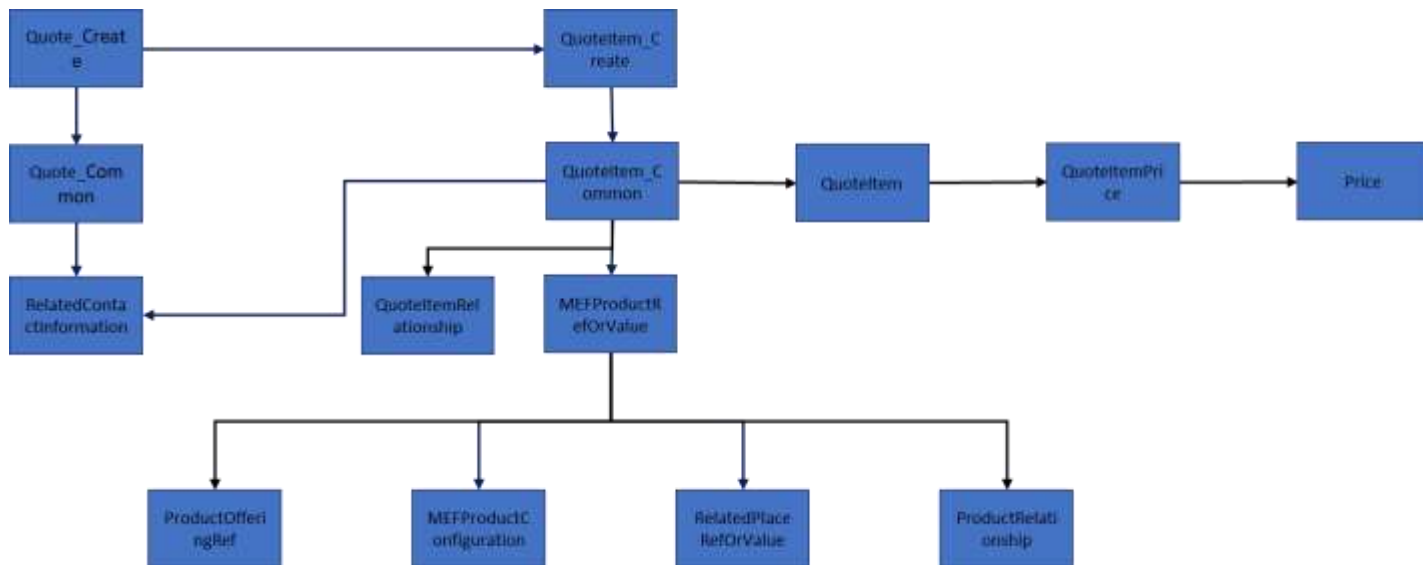 Quote_Creat
e
QuoteItem_C
reate
Quote_Com
mon
QuoteItem_C
ommon
QuoteItem
QuoteItemPri
ce
Price
RelatedConta
ctInformation
QuoteItemRel
ationship
MEFProductR
efOrValue
ProductOfferi
ngRef
MEFProductC
onfiguration
RelatedPlace
RefOrValue
ProductRelati
onship